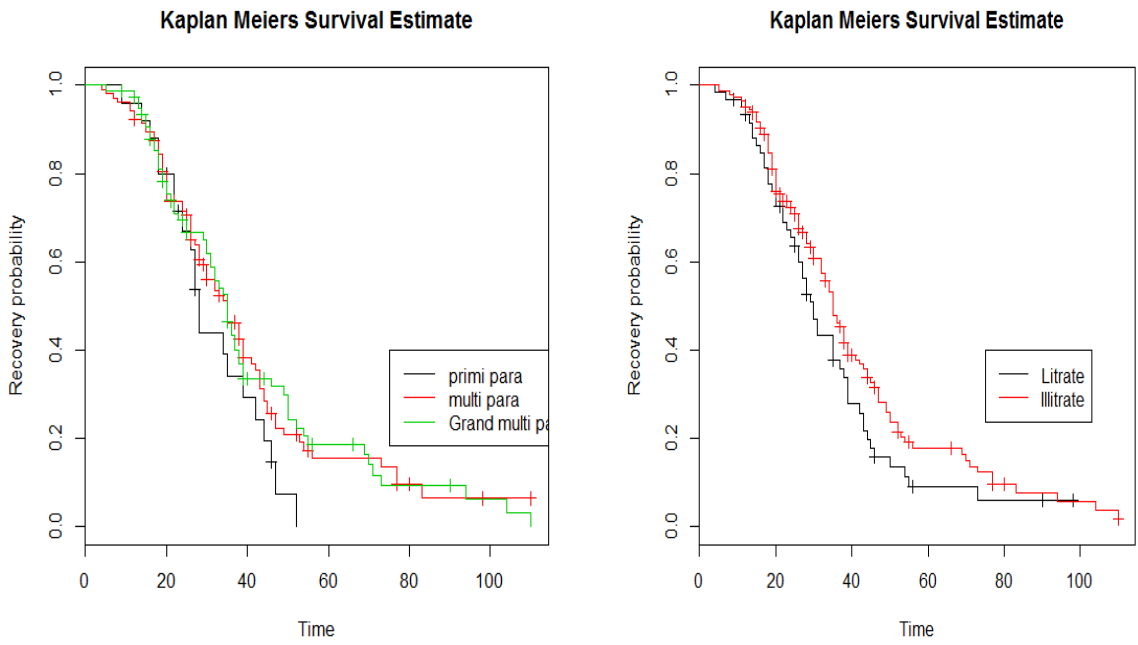 Kaplan Meiers Survival Estimate
Recovery probability
1.0
0.8
0.6
0.4
0.2
0.0
primi para
multi para
Grand multi pa
0 20 40 60 80 100
Time
Kaplan Meiers Survival Estimate
Recovery probability
1.0
0.8
0.6
0.4
0.2
0.0
Litrate
Illitrate
0 20 40 60 80 100
Time